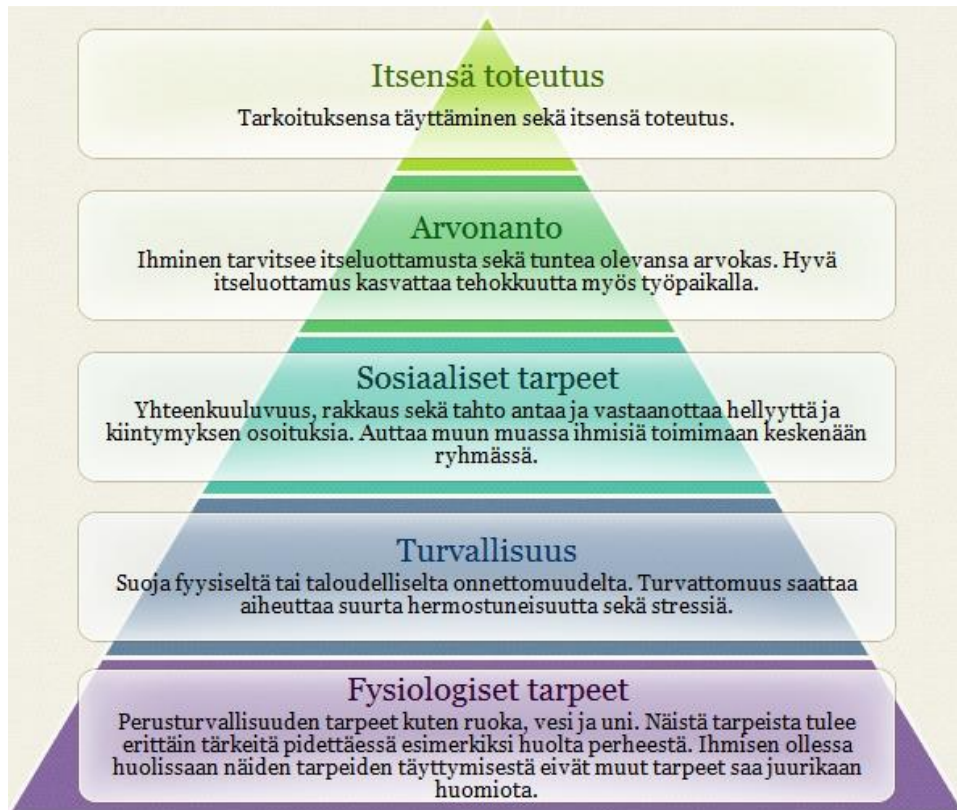 Itsensä toteutus
Tarkoituksensa täyttäminen sekä itsensä toteutus.
Arvonanto
Ihminen tarvitsee itseluottamusta sekä tuntea olevansa arvokas. Hyvä
itseluottamus kasvattaa tehokkuutta myös työpaikalla.
Sosiaaliset tarpeet
Yhteenkuuluvuus, rakkaus sekä tahto antaa ja vastaanottaa hellyyttä ja
kiintymyksen osoituksia. Auttaa muun muassa ihmisiä toimimaan keskenään
ryhmässä.
Turvallisuus
Suoja fyysiseltä tai taloudelliselta onnettomuudelta. Turvattomuus saattaa
aiheuttaa suurta hermostuneisuutta sekä stressiä.
Fysiologiset tarpeet
Perusturvallisuuden tarpeet kuten ruoka, vesi ja uni. Näistä tarpeista tulee
erittäin tärkeitä pidettäessä esimerkiksi huolta perheestä. Ihmisen ollessa
huolissaan näiden tarpeiden täyttymisestä eivät muut tarpeet saa juurikaan
huomiota.